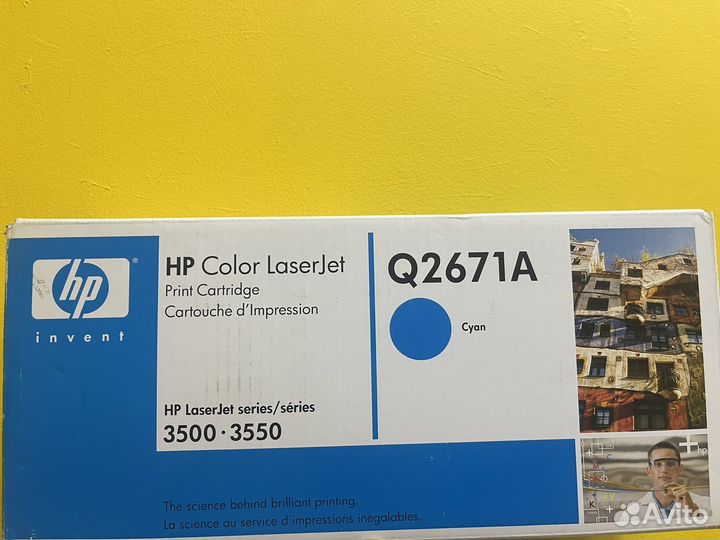 hp
®
invent
HP Color LaserJet
Print Cartridge
Cartouche d'Impression
HP LaserJet series/séries
3500 · 3550
Q2671A
Cyan
The science behind brilliant printing.
La science au service d'impressions inégalables.
+
hp
C
M
Y
K
Avito